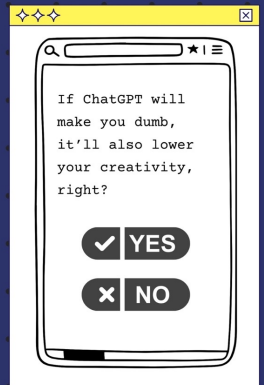 If ChatGPT will
make you dumb,
it'll also lower
your creativity,
right?
YES
NO